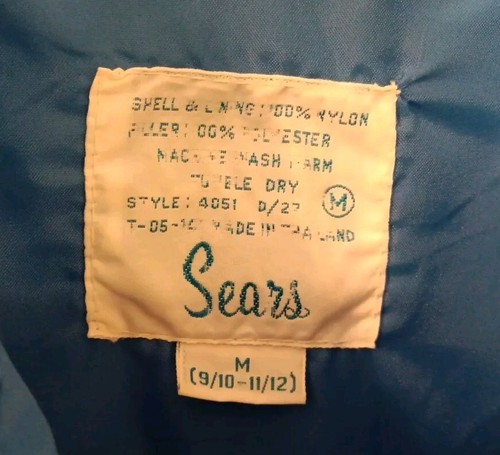 SHELL & LINING: 100% NYLON
FILLER: 100% POLYESTER
MACHINE WASH WARM
TUMBLE DRY
STYLE: 4051 D/27 M
MADE IN THAILAND
Sears
M
(9/10-11/12)